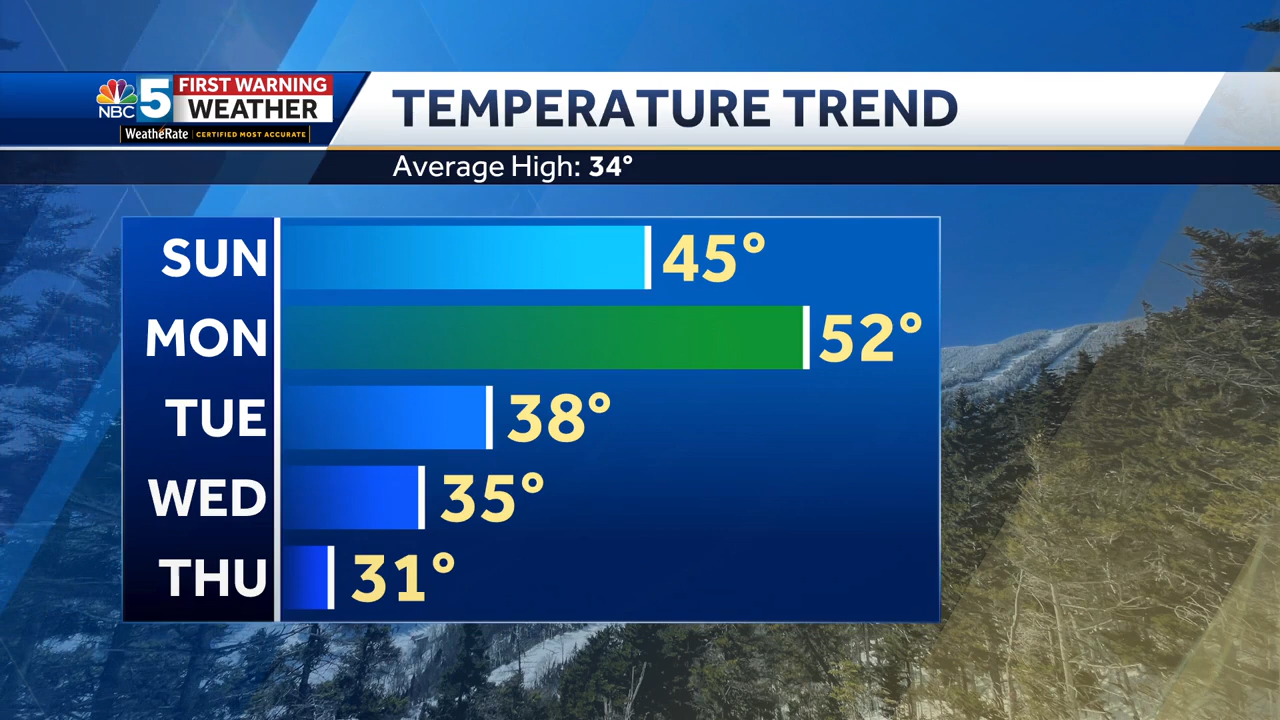 NBC 5 FIRST WARNING
WEATHER
WeatheRate CERTIFIED MOST ACCURATE
TEMPERATURE TREND
Average High: 34°
SUN 45°
MON 52°
TUE 38°
WED 35°
THU 31°